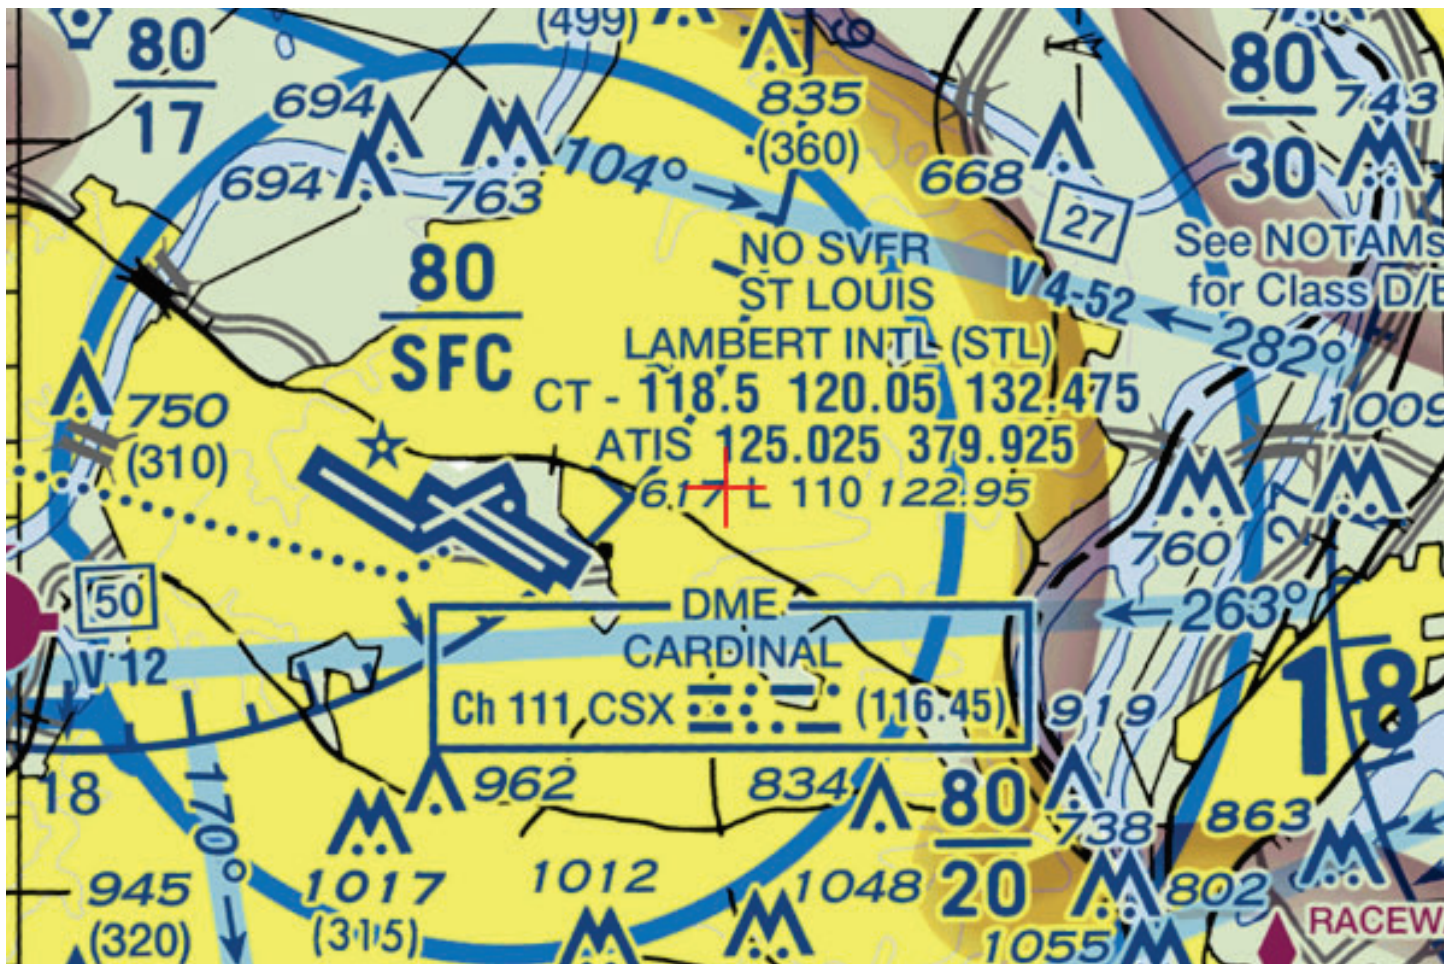 (499)
80
17
694
694
763
6
835
(360)
668
27
80
30
743
104°
80
SFC
NO SVFR
ST LOUIS
LAMBERT INTL (STL)
CT - 118.5 120.05 132.475
ATIS 125.025 379.925
617 L 110 122.95
See NOTAMs
for Class D/E
V 4-52
282°
1009
750
(310)
50
V 12
760
27
263°
DME
CARDINAL
Ch 111 CSX (116.45)
18
18
170°
962
834
919
80
20
738
863
945
(320)
1017
(315)
1012
1048
802
1055
RACEW